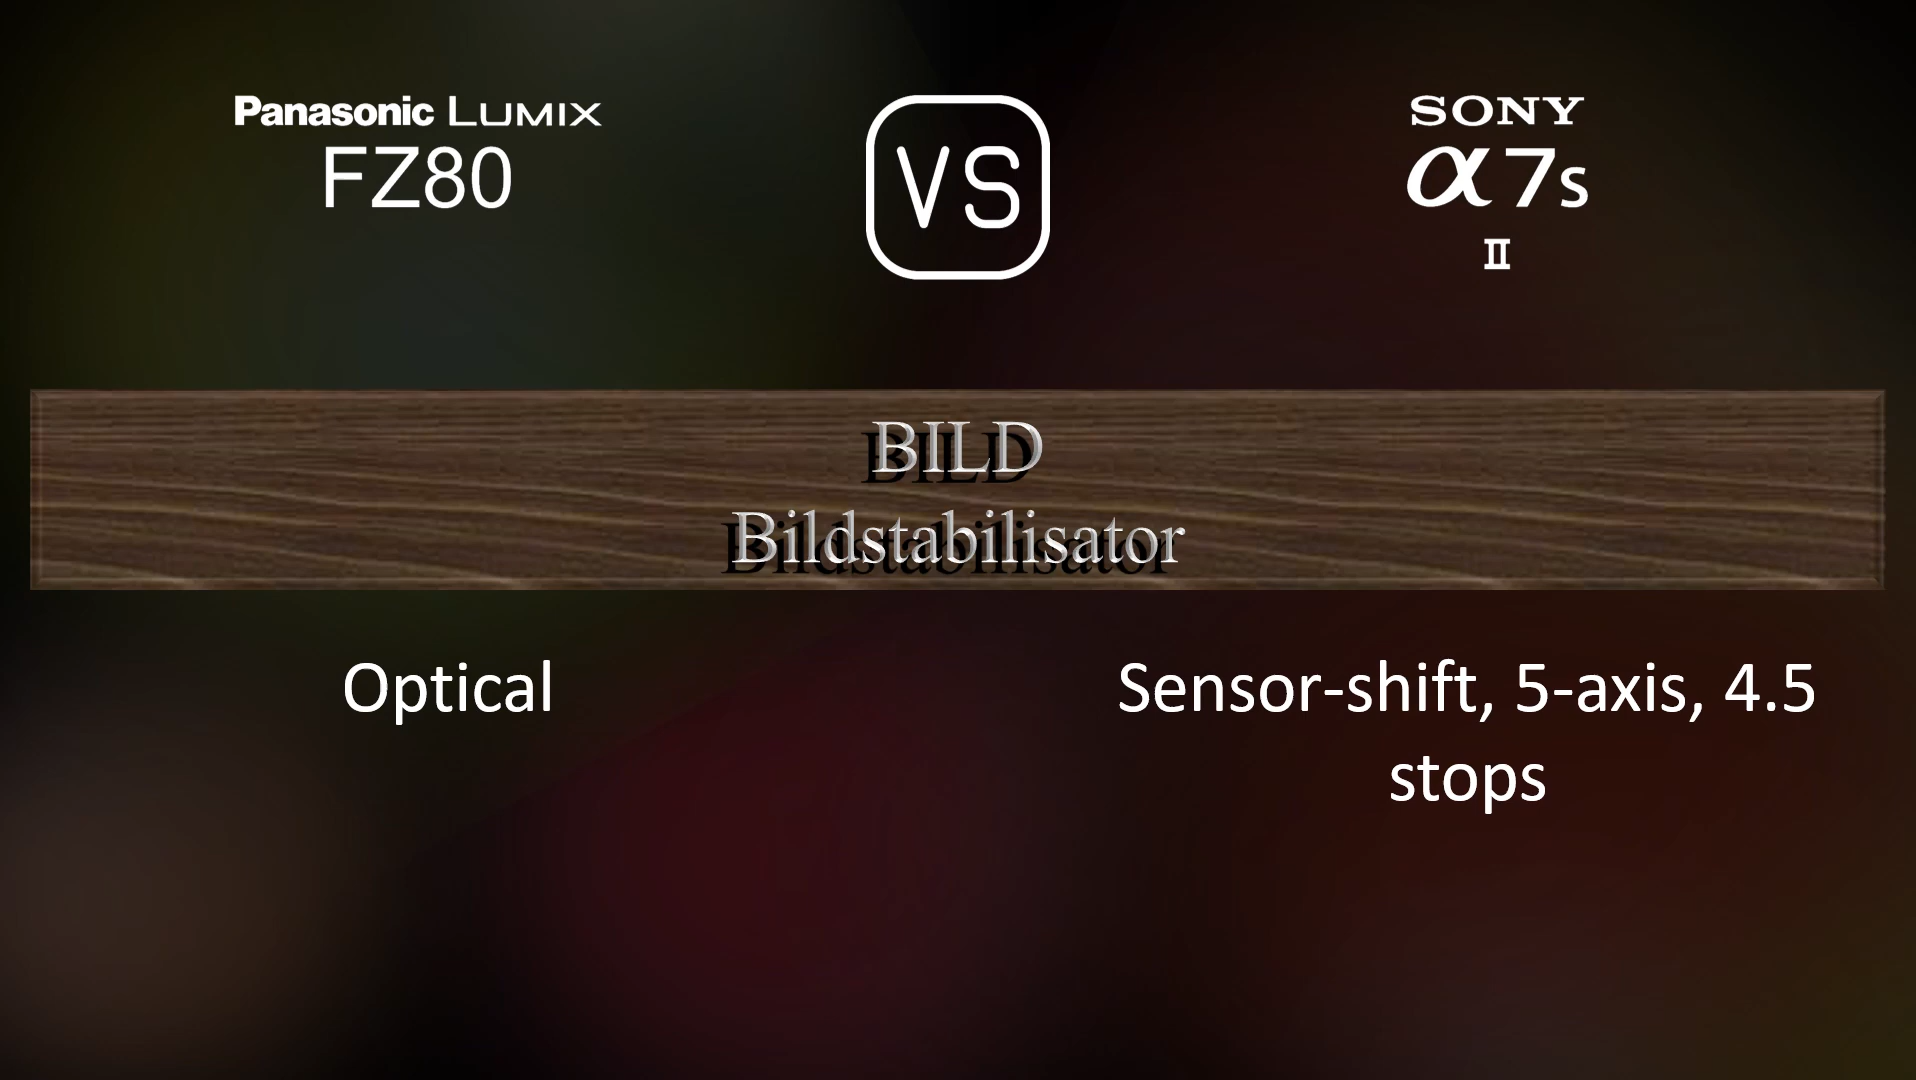 Panasonic LUMIX
FZ80
VS
SONY
α7s
II
BILD
Bildstabilisator
Optical
Sensor-shift, 5-axis, 4.5
stops